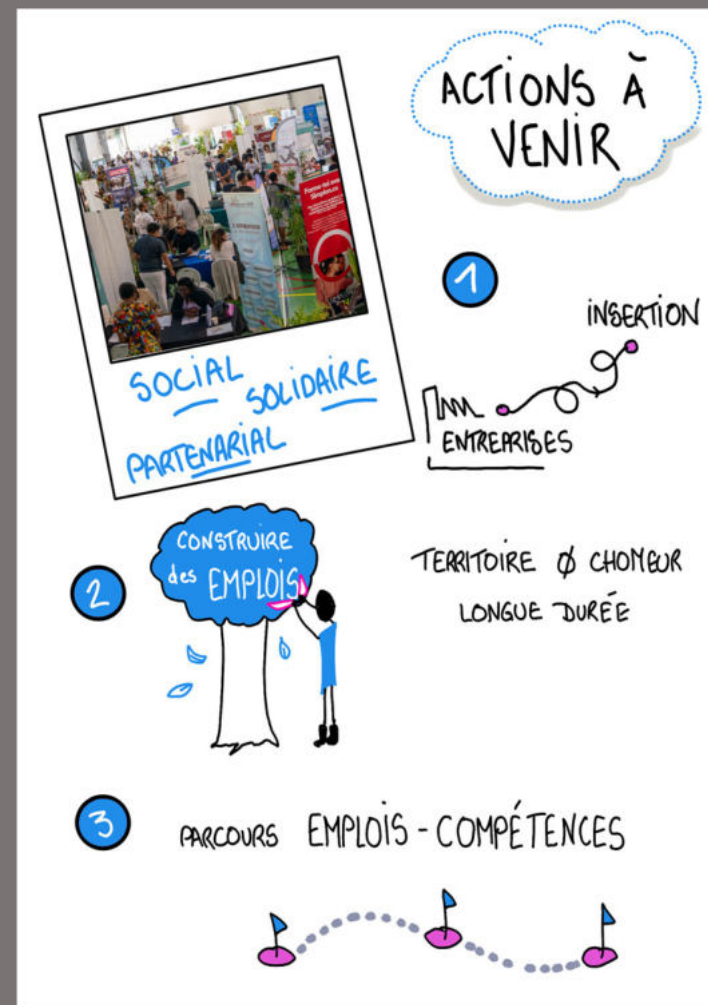 ACTIONS À
VENIR
SOCIAL
SOLIDAIRE
PARTENARIAL
1
INSERTION
ENTREPRISES
2
CONSTRUIRE
des EMPLOIS
TERRITOIRE Ø CHOMEUR
LONGUE DURÉE
3
PARCOURS EMPLOIS - COMPÉTENCES